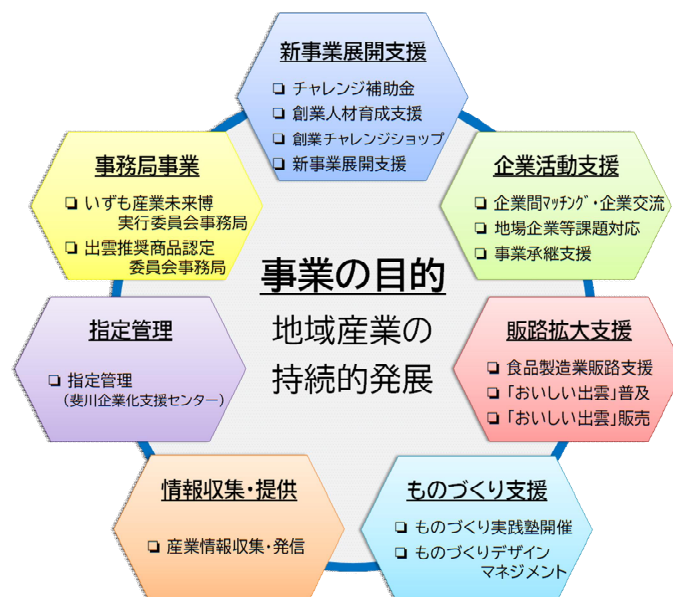 新事業展開支援
❏ チャレンジ補助金
❏ 創業人材育成支援
❏ 創業チャレンジショップ
❏ 新事業展開支援
企業活動支援
❏ 企業間マッチング・企業交流
❏ 地場企業等課題対応
❏ 事業承継支援
販路拡大支援
❏ 食品製造業販路支援
❏ 「おいしい出雲」普及
❏ 「おいしい出雲」販売
ものづくり支援
❏ ものづくり実践塾開催
❏ ものづくりデザイン
マネジメント
情報収集・提供
❏ 産業情報収集・発信
指定管理
❏ 指定管理
(斐川企業化支援センター)
事務局事業
❏ いずも産業未来博
実行委員会事務局
❏ 出雲推奨商品認定
委員会事務局
事業の目的
地域産業の
持続的発展